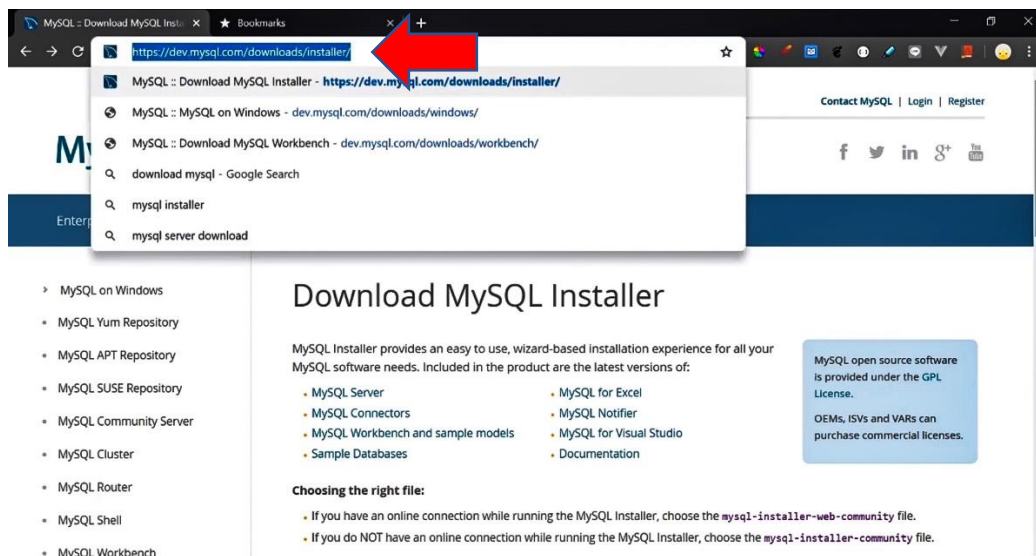 MySQL :: Download MySQL Insta
Bookmarks
https://dev.mysql.com/downloads/installer/
MySQL :: Download MySQL Installer - https://dev.mysql.com/downloads/installer/
MySQL :: MySQL on Windows - dev.mysql.com/downloads/windows/
MySQL :: Download MySQL Workbench - dev.mysql.com/downloads/workbench/
download mysql - Google Search
mysql installer
mysql server download
Contact MySQL | Login | Register
My
Enterp
MySQL on Windows
MySQL Yum Repository
MySQL APT Repository
MySQL SUSE Repository
MySQL Community Server
MySQL Cluster
MySQL Router
MySQL Shell
MySQL Workbench
Download MySQL Installer
MySQL Installer provides an easy to use, wizard-based installation experience for all your
MySQL software needs. Included in the product are the latest versions of:
• MySQL Server
• MySQL Connectors
• MySQL Workbench and sample models
• Sample Databases
• MySQL for Excel
• MySQL Notifier
• MySQL for Visual Studio
• Documentation
Choosing the right file:
• If you have an online connection while running the MySQL Installer, choose the mysql-installer-web-community file.
• If you do NOT have an online connection while running the MySQL Installer, choose the mysql-installer-community file.
MySQL open source software
is provided under the GPL
License.
OEMs, ISVs and VARs can
purchase commercial licenses.